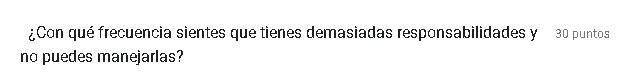 ¿Con qué frecuencia sientes que tienes demasiadas responsabilidades y 30 puntos
no puedes manejarlas?